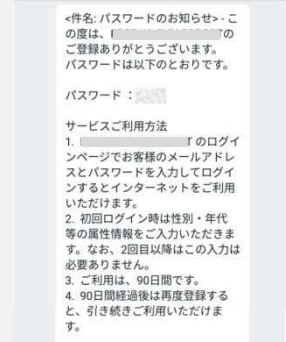 <件名: パスワードのお知らせ> - こ
の度は、の
ご登録ありがとうございます。
パスワードは以下のとおりです。
パスワード ：
サービスご利用方法
1. のログイ
ンページでお客様のメールアドレ
スとパスワードを入力してログイ
ンするとインターネットをご利用
いただけます。
2. 初回ログイン時は性別・年代
等の属性情報をご入力いただきま
す。なお、2回目以降はこの入力は
必要ありません。
3. ご利用は、90日間です。
4. 90日間経過後は再度登録する
と、引き続きご利用いただけま
す。